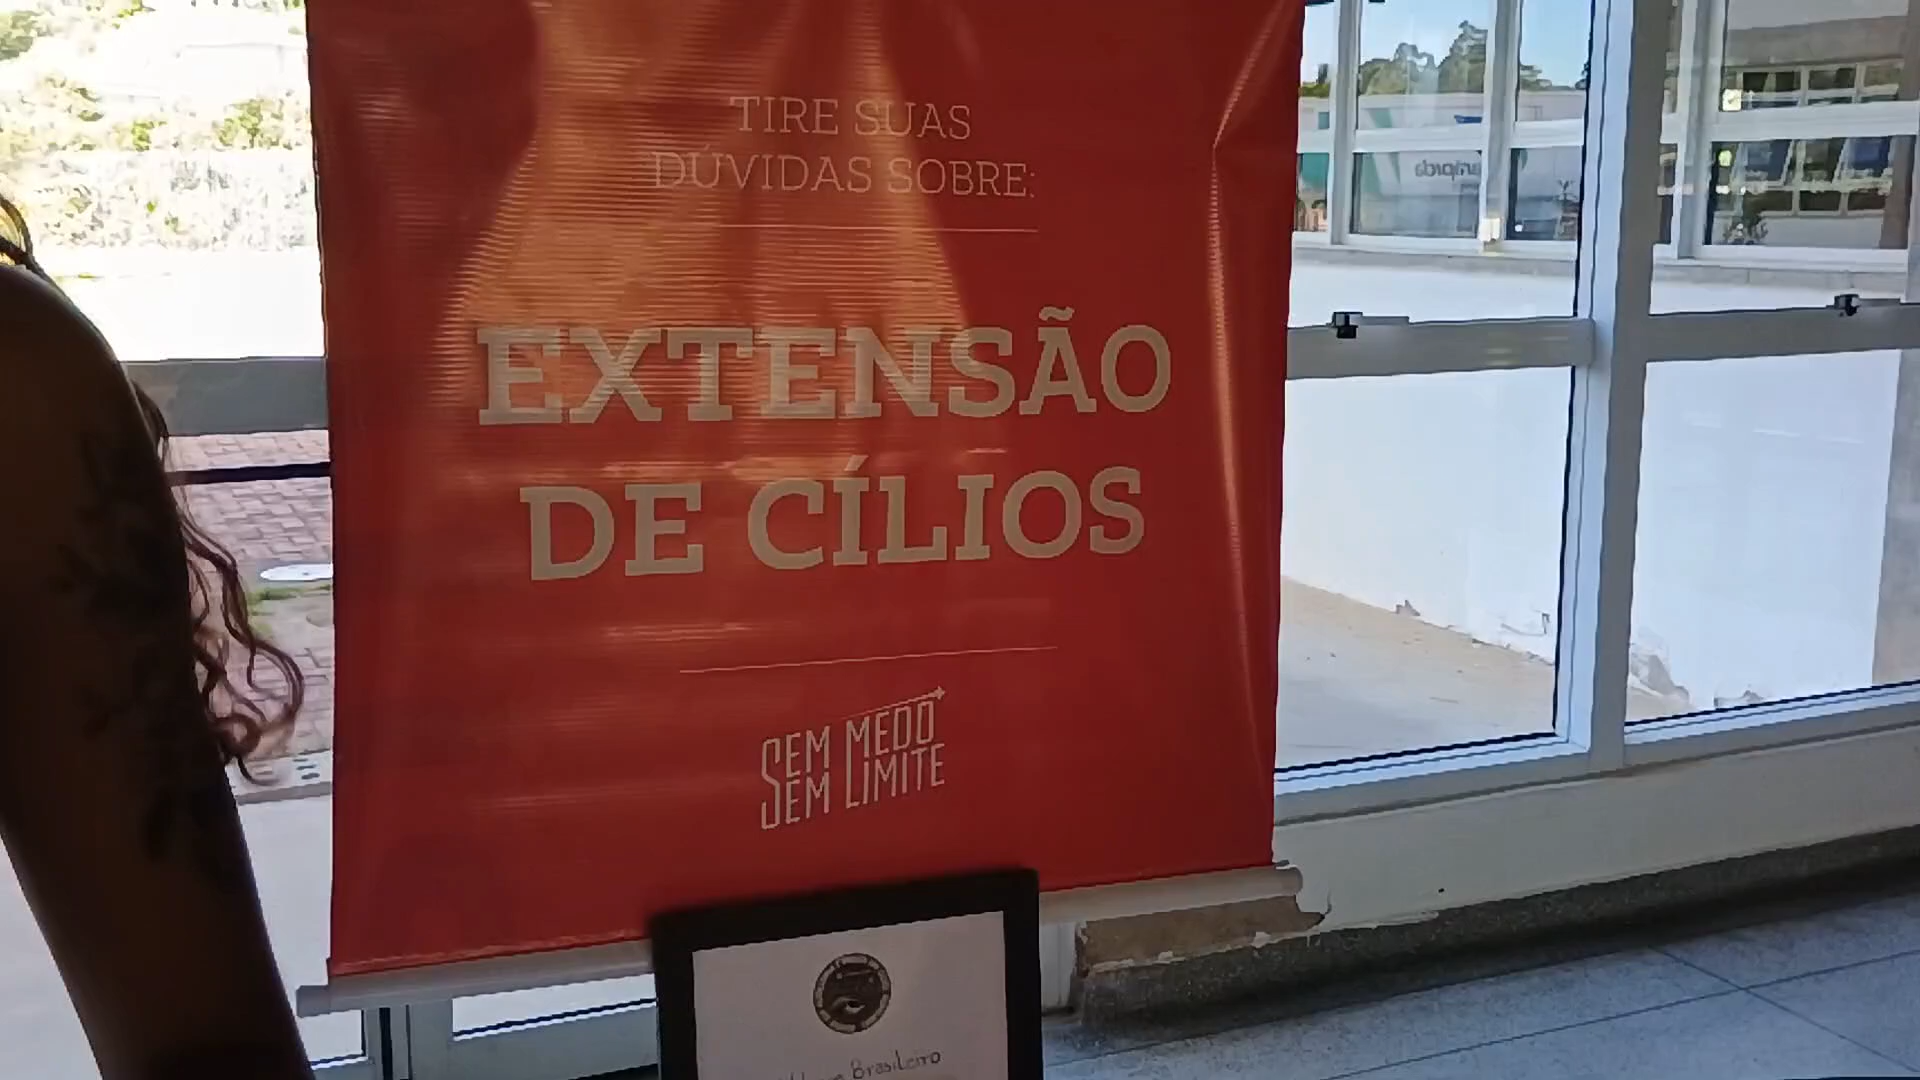 TIRE SUAS
DÚVIDAS SOBRE:
EXTENSÃO
DE CÍLIOS
SEM MEDO
SEM LIMITE
Brasileiro